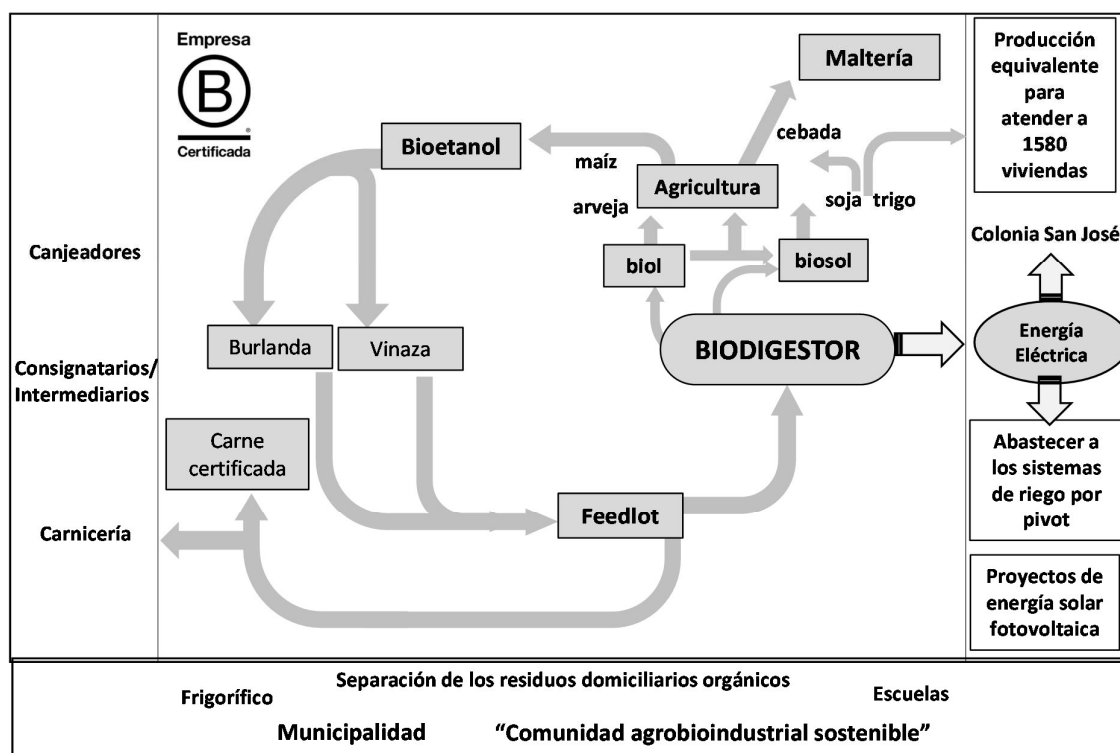 Empresa
B
®
Certificada
Maltería
Producción
equivalente
para
atender a
1580
viviendas
cebada
Bioetanol
maíz
Agricultura
arveja
soja trigo
Colonia San José
Canjeadores
biol
biosol
Burlanda
Vinaza
BIODIGESTOR
Energía
Eléctrica
Consignatarios/
Intermediarios
Carne
certificada
Abastecer a
los sistemas
de riego por
pivot
Carnicería
Feedlot
Proyectos de
energía solar
fotovoltaica
Separación de los residuos domiciliarios orgánicos
Frigorífico
Escuelas
Municipalidad
“Comunidad agrobioindustrial sostenible”